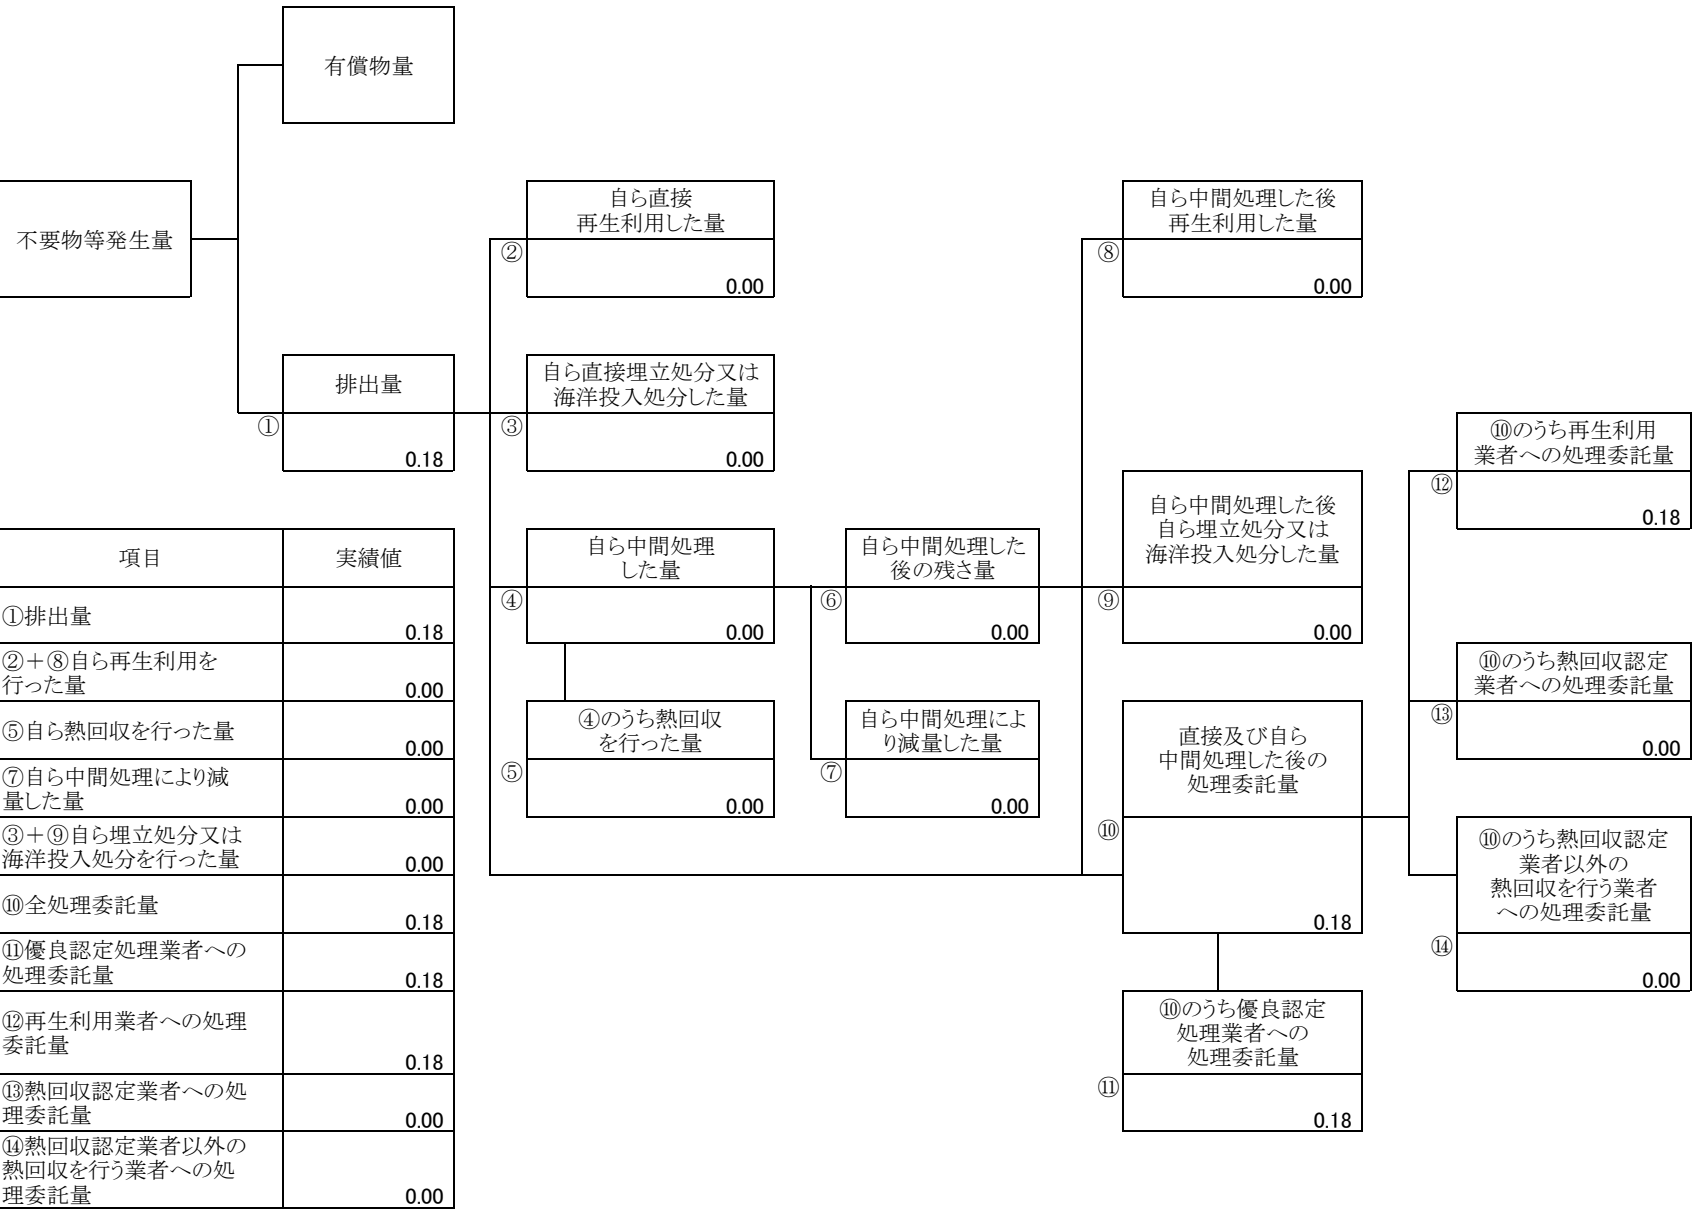 有償物量
不要物等発生量
自ら直接
再生利用した量
②
0.00
自ら中間処理した後
再生利用した量
⑧
0.00
排出量
①
0.18
自ら直接埋立処分又は
海洋投入処分した量
③
0.00
⑩のうち再生利用
業者への処理委託量
⑫
0.18
自ら中間処理
した量
④
0.00
自ら中間処理した
後の残さ量
⑥
0.00
自ら中間処理した後
自ら埋立処分又は
海洋投入処分した量
⑨
0.00
⑩のうち熱回収認定
業者への処理委託量
⑬
0.00
④のうち熱回収
を行った量
⑤
0.00
自ら中間処理によ
り減量した量
⑦
0.00
直接及び自ら
中間処理した後の
処理委託量
⑩
0.18
⑩のうち熱回収認定
業者以外の
熱回収を行う業者
への処理委託量
⑭
0.00
⑩のうち優良認定
処理業者への
処理委託量
⑪
0.18
項目 実績値
①排出量
0.18
②＋⑧自ら再生利用を
行った量
0.00
⑤自ら熱回収を行った量
0.00
⑦自ら中間処理により減
量した量
0.00
③＋⑨自ら埋立処分又は
海洋投入処分を行った量
0.00
⑩全処理委託量
0.18
⑪優良認定処理業者への
処理委託量
0.18
⑫再生利用業者への処理
委託量
0.18
⑬熱回収認定業者への処
理委託量
0.00
⑭熱回収認定業者以外の
熱回収を行う業者への処
理委託量
0.00